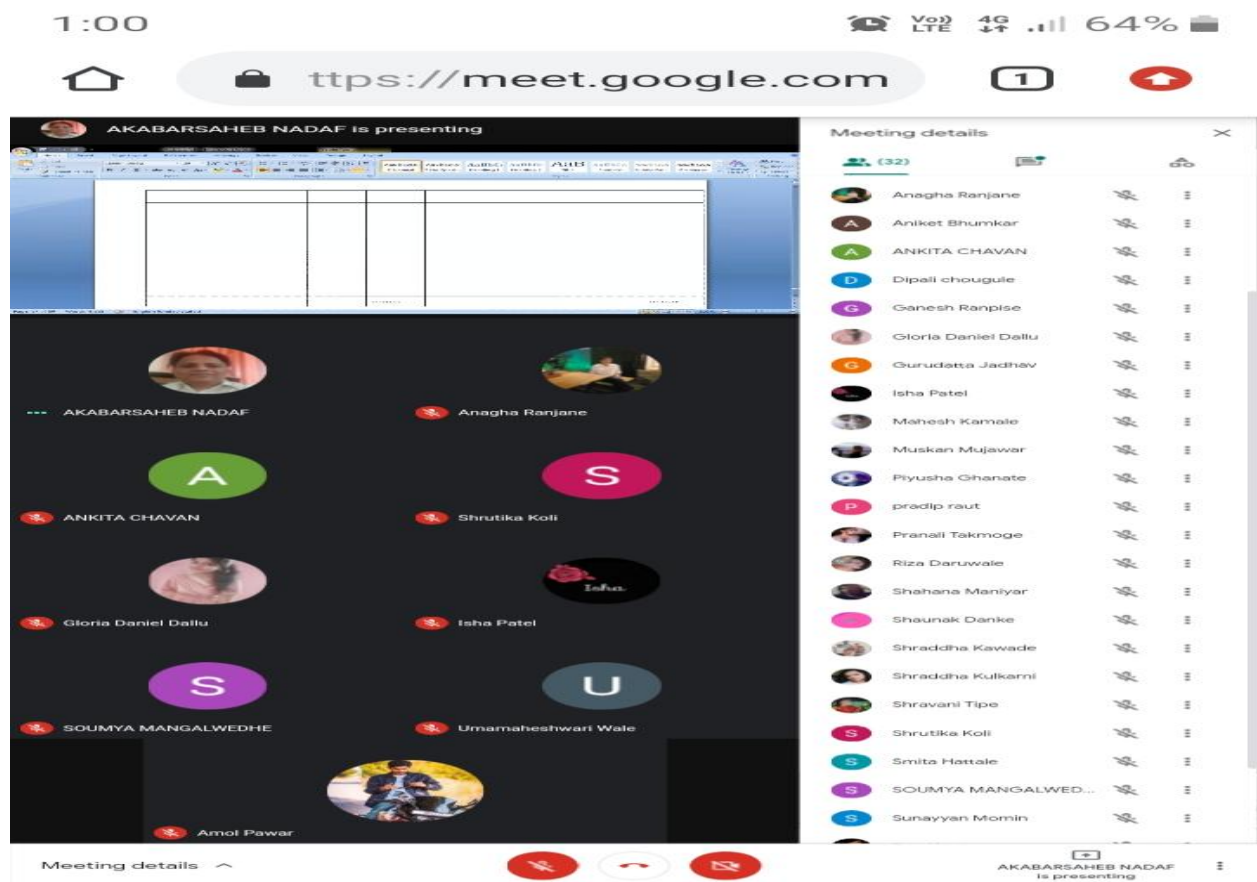 1:00
Vo)) LTE 4G 64%
ttps://meet.google.com 1
AKABARSAHEB NADAF is presenting
AKABARSAHEB NADAF
Anagha Ranjane
A
ANKITA CHAVAN
S
Shrutika Koli
Gloria Daniel Dallu
Isha
Isha Patel
S
SOUMYA MANGALWEDHE
U
Umamaheshwari Wale
Amol Pawar
Meeting details
(32)
Anagha Ranjane
A Aniket Bhumkar
A ANKITA CHAVAN
D Dipali chougule
G Ganesh Ranpise
Gloria Daniel Dallu
G Gurudatta Jadhav
Isha Patel
Mahesh Kamale
Muskan Mujawar
Piyusha Ghanate
P pradip raut
Pranali Takmoge
Riza Daruwale
Shahana Maniyar
Shaunak Danke
Shraddha Kawade
Shraddha Kulkarni
Shravani Tipe
S Shrutika Koli
S Smita Hattale
S SOUMYA MANGALWED...
S Sunayyan Momin
Meeting details
AKABARSAHEB NADAF
is presenting